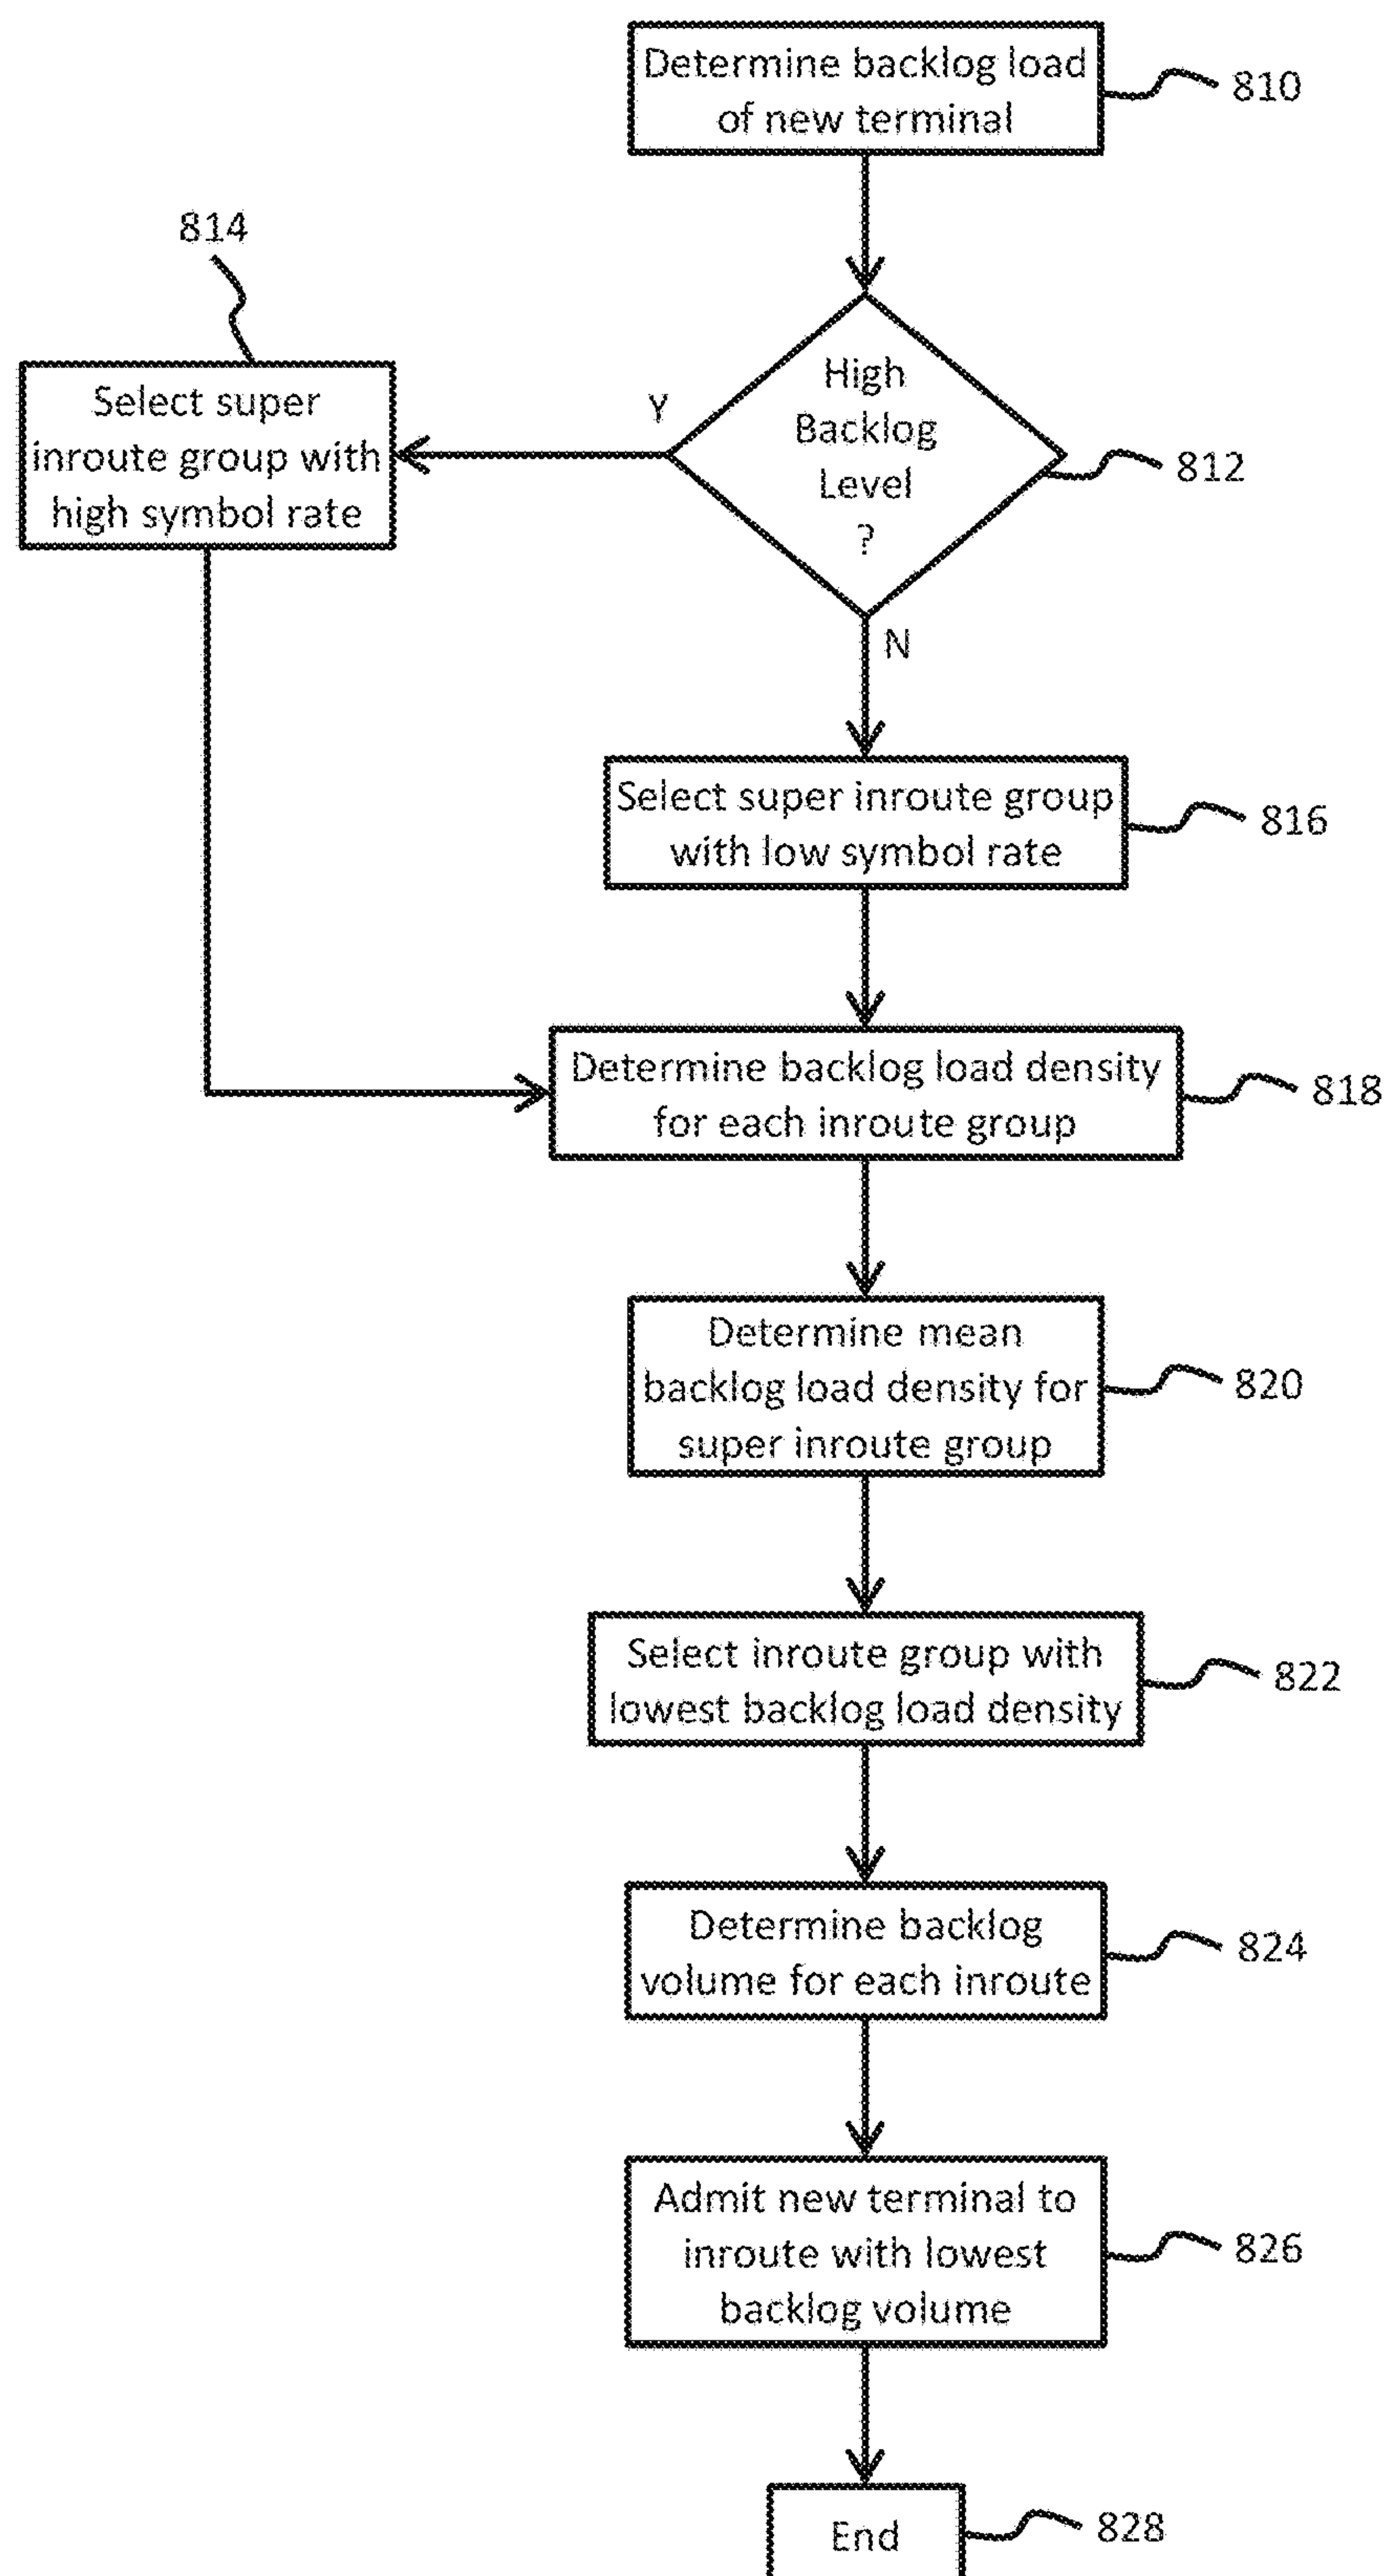 Determine backlog load
of new terminal
810
814
High
Backlog
Level
?
Y
812
Select super
inroute group with
high symbol rate
N
Select super inroute group
with low symbol rate
816
Determine backlog load density
for each inroute group
818
Determine mean
backlog load density for
super inroute group
820
Select inroute group with
lowest backlog load density
822
Determine backlog
volume for each inroute
824
Admit new terminal to
inroute with lowest
backlog volume
826
End
828